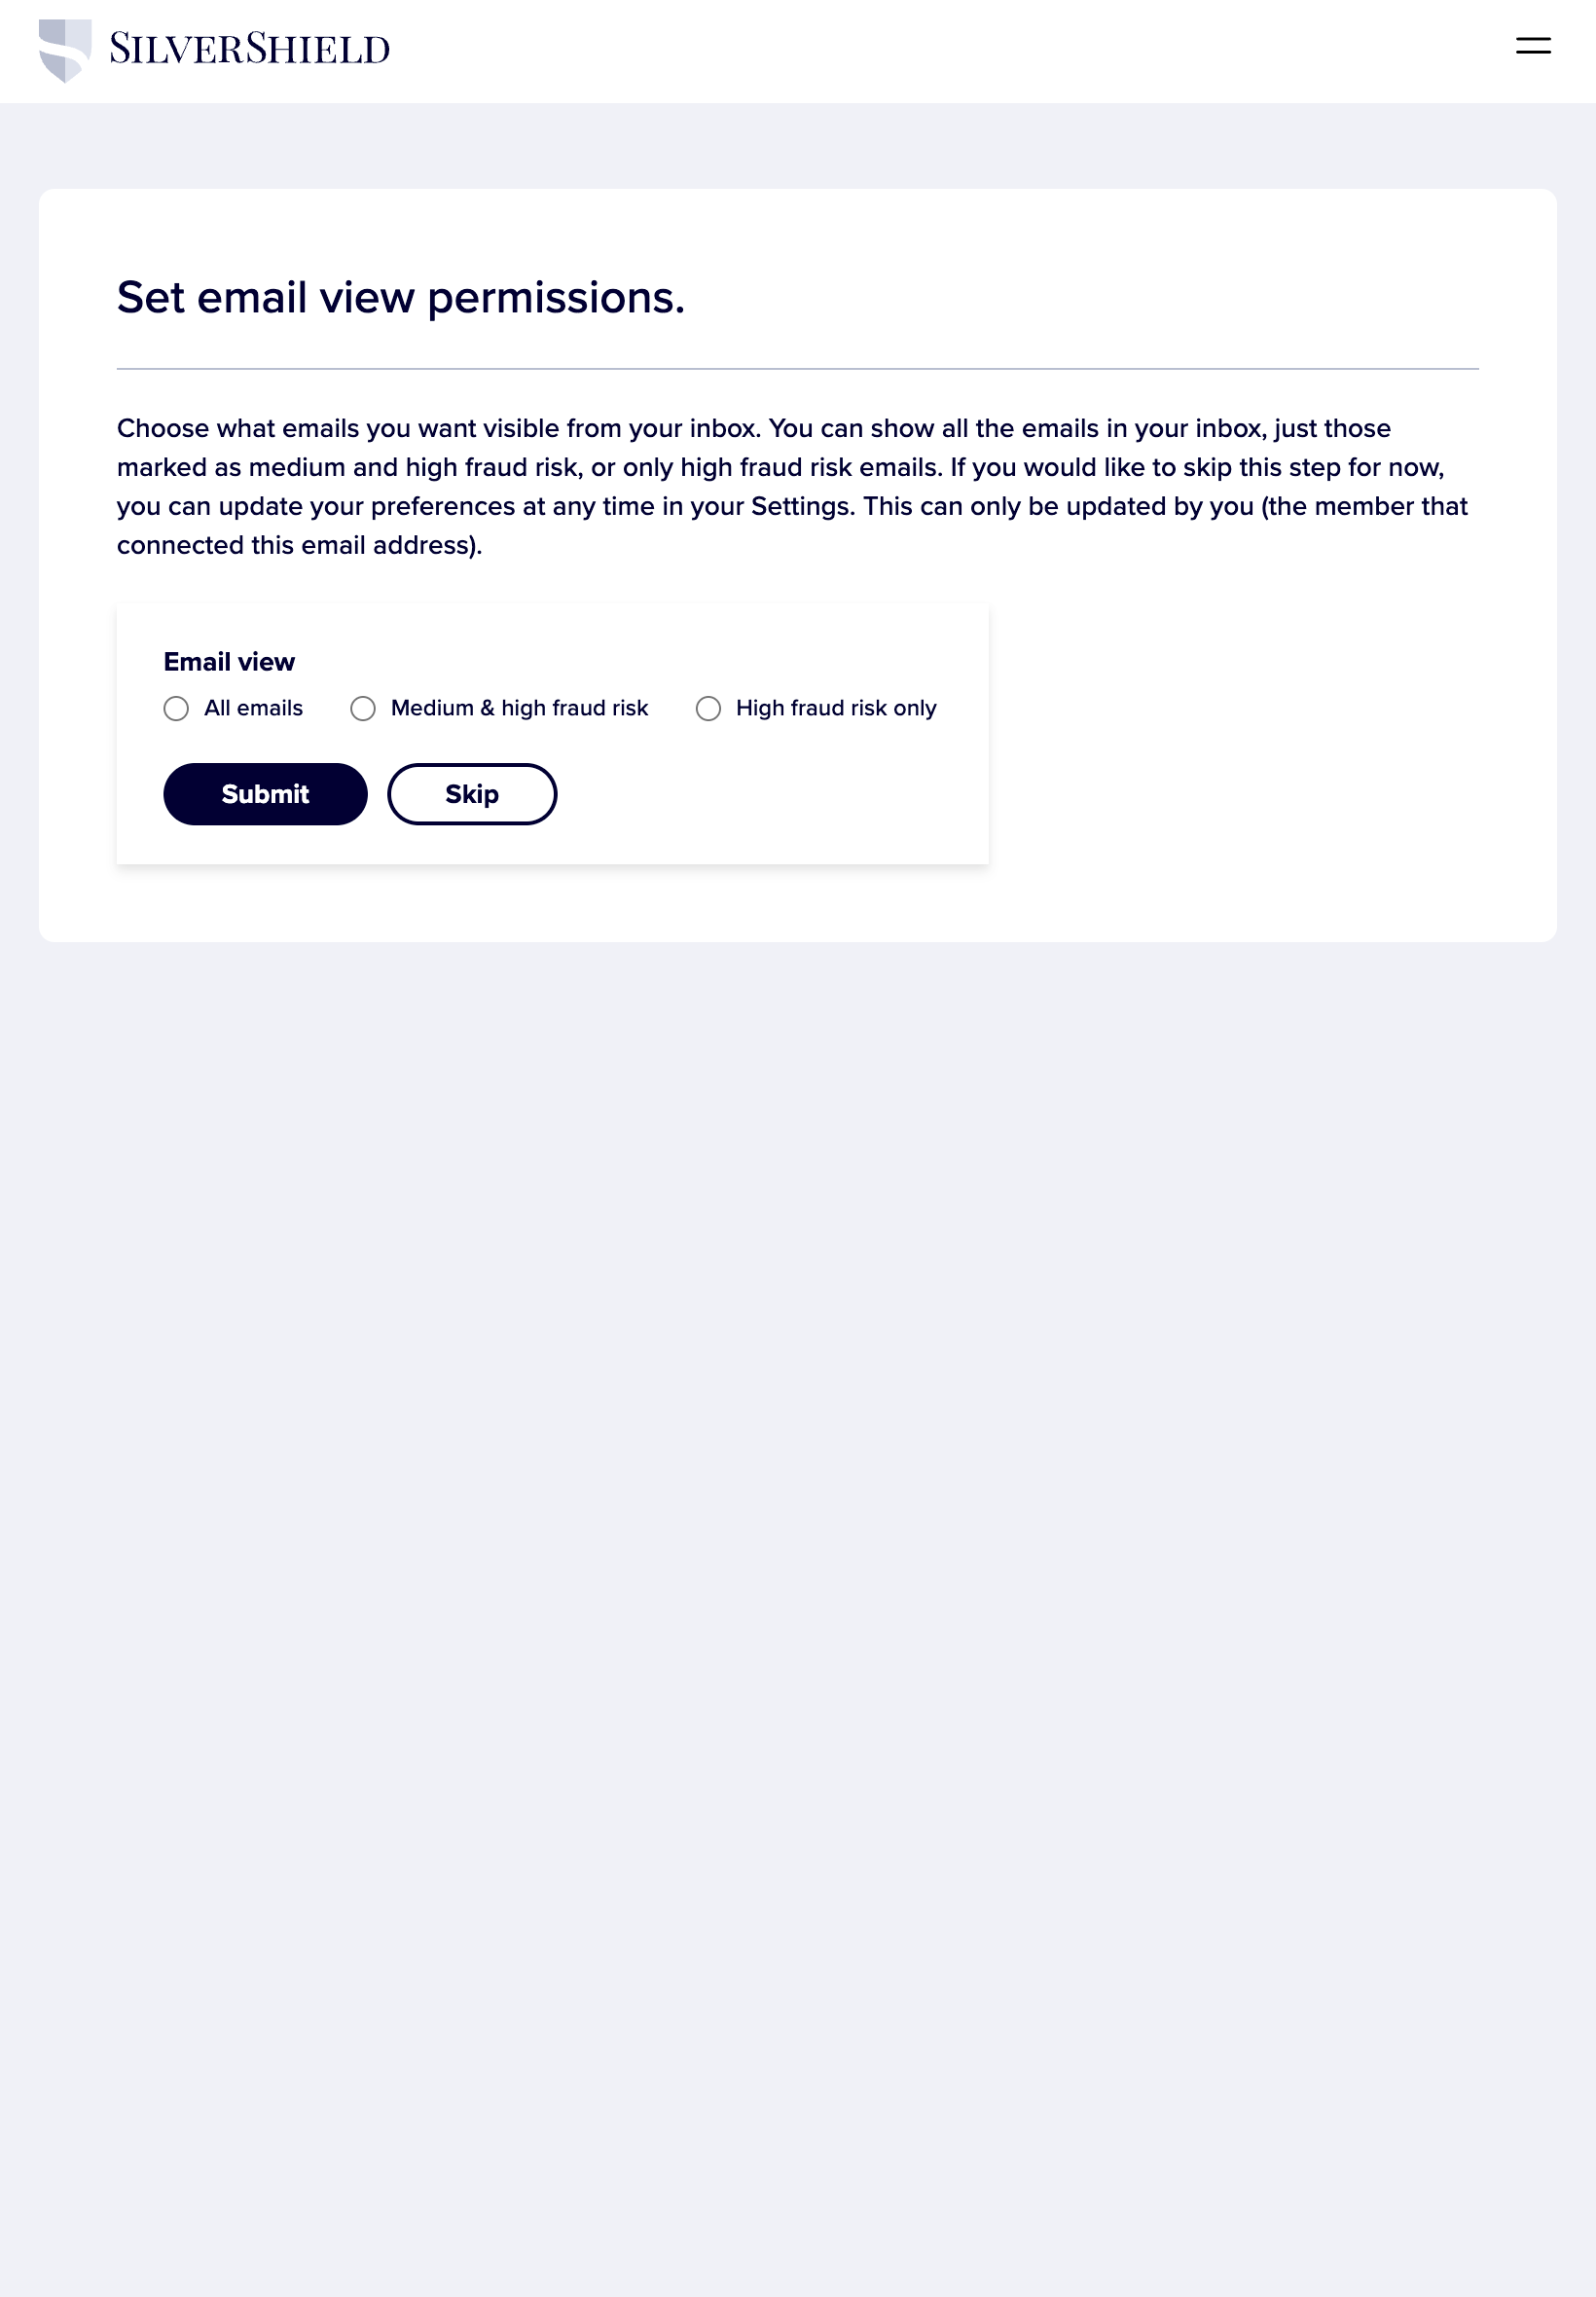 SILVERSHIELD
Set email view permissions.
Choose what emails you want visible from your inbox. You can show all the emails in your inbox, just those
marked as medium and high fraud risk, or only high fraud risk emails. If you would like to skip this step for now,
you can update your preferences at any time in your Settings. This can only be updated by you (the member that
connected this email address).
Email view
All emails Medium & high fraud risk High fraud risk only
Submit Skip